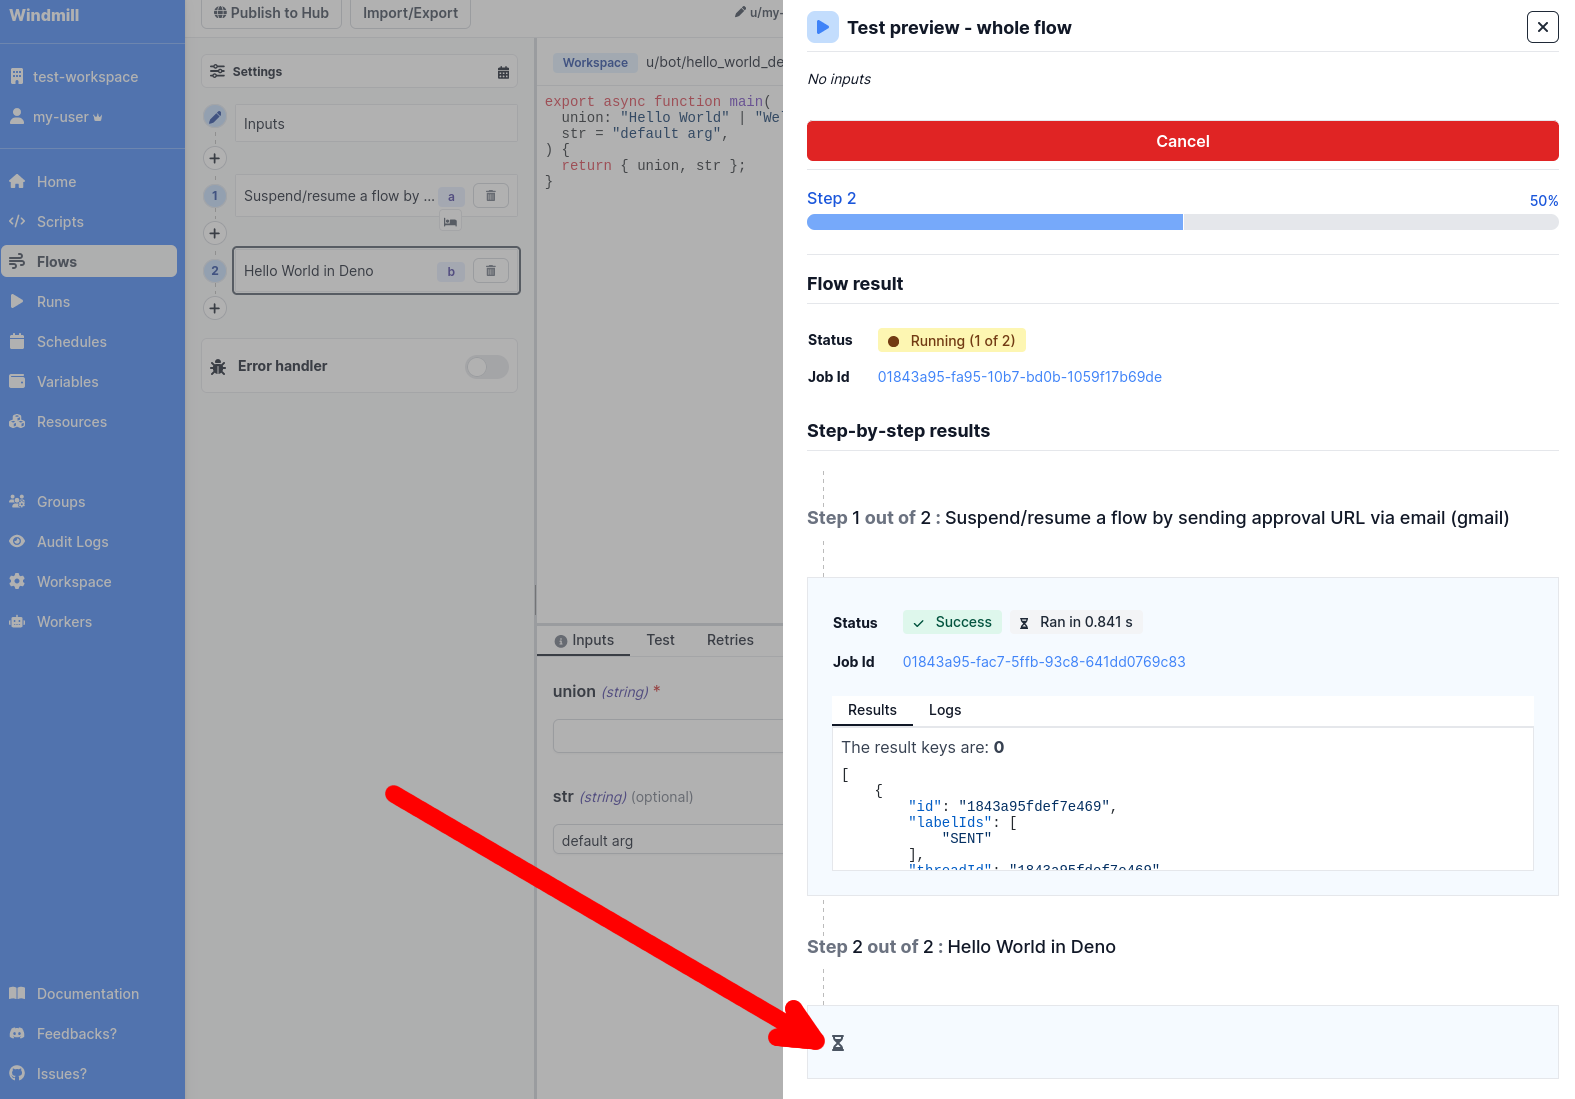 Windmill
test-workspace
my-user
Home
Scripts
Flows
Runs
Schedules
Variables
Resources
Groups
Audit Logs
Workspace
Workers
Documentation
Feedbacks?
Issues?
Publish to Hub
Import/Export
u/my-
Settings
Inputs
1
Suspend/resume a flow by ...
a
2
Hello World in Deno
b
Error handler
Workspace u/bot/hello_world_de
export async function main(
union: "Hello World" | "We
str = "default arg",
) {
return { union, str };
}
Inputs
Test
Retries
union (string) *
str (string) (optional)
default arg
Test preview - whole flow
No inputs
Cancel
Step 2
50%
Flow result
Status Running (1 of 2)
Job Id 01843a95-fa95-10b7-bd0b-1059f17b69de
Step-by-step results
Step 1 out of 2 : Suspend/resume a flow by sending approval URL via email (gmail)
Status Success Ran in 0.841 s
Job Id 01843a95-fac7-5ffb-93c8-641dd0769c83
Results
Logs
The result keys are: 0
[
{
"id": "1843a95fdef7e469",
"labelIds": [
"SENT"
],
"threadId": "1843a95fdef7e469"
Step 2 out of 2 : Hello World in Deno